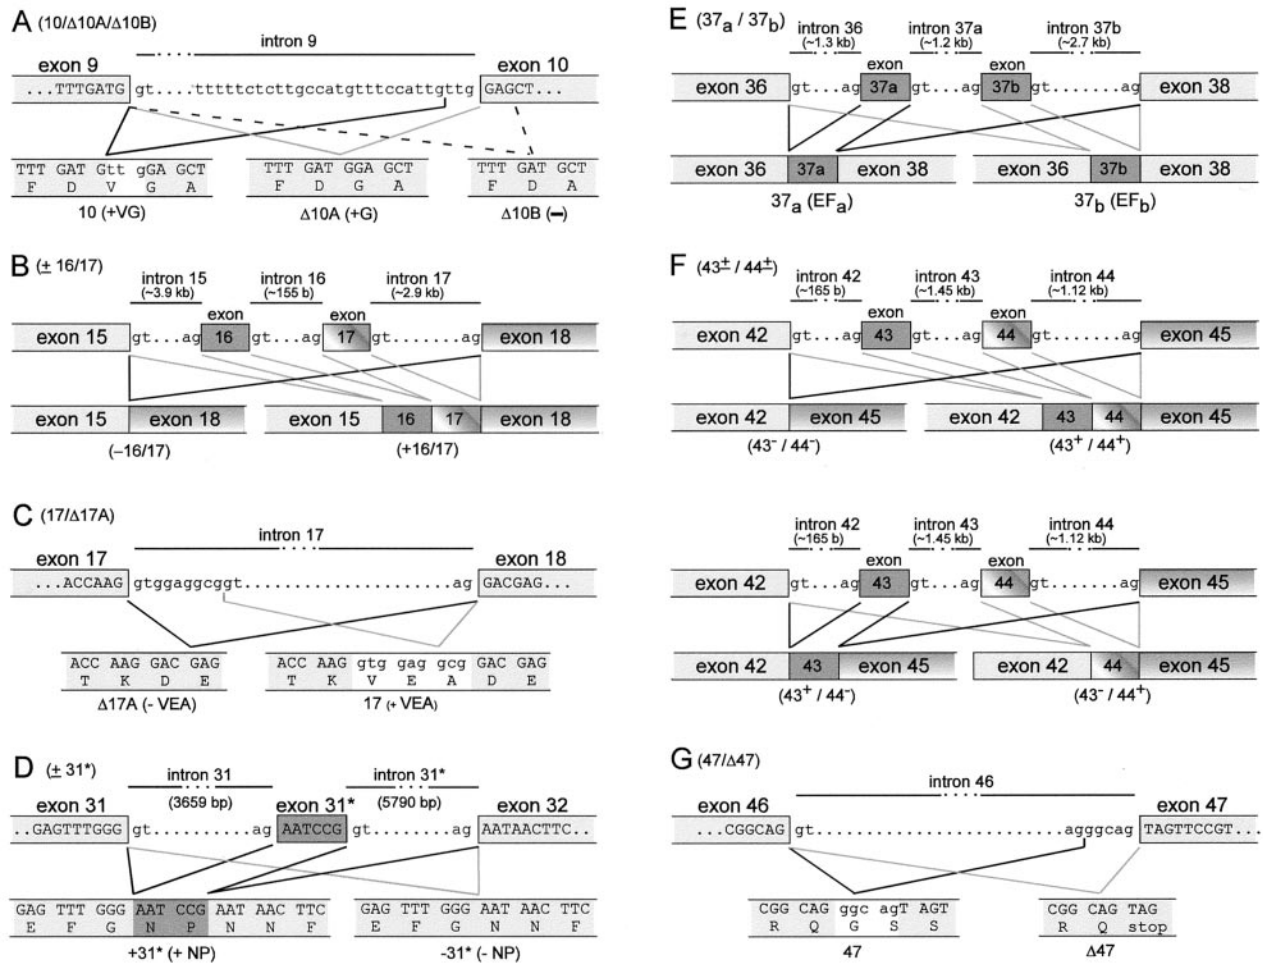 A (10/Δ10A/Δ10B)
intron 9
exon 9
exon 10
...TTTGATG gt....tttttctcttgccatgtttccattgttg GAGCT...
TTT GAT Gtt gGA GCT
F D V G A
10 (+VG)
TTT GAT GGA GCT
F D G A
Δ10A (+G)
TTT GAT GCT
F D A
Δ10B (–)
B (± 16/17)
intron 15
(~3.9 kb)
intron 16
(~155 b)
intron 17
(~2.9 kb)
exon
exon
exon 15 gt...ag 16 gt...ag 17 gt.......ag exon 18
exon 15 exon 18
(–16/17)
exon 15 16 17 exon 18
(+16/17)
C (17/Δ17A)
intron 17
exon 17
exon 18
...ACCAAG gtggaggcggt.......................ag GACGAG...
ACC AAG GAC GAG
T K D E
Δ17A (- VEA)
ACC AAG gtg gag gcg GAC GAG
T K V E A D E
17 (+ VEA)
D (± 31*)
intron 31
(3659 bp)
intron 31*
(5790 bp)
exon 31
exon 31*
exon 32
..GAGTTTGGG gt.........ag AATCCG gt........ag AATAACTTC..
GAG TTT GGG AAT CCG AAT AAC TTC
E F G N P N N F
+31* (+ NP)
GAG TTT GGG AAT AAC TTC
E F G N N F
-31* (- NP)
E (37a / 37b)
intron 36
(~1.3 kb)
intron 37a
(~1.2 kb)
intron 37b
(~2.7 kb)
exon
exon
exon 36 gt...ag 37a gt...ag 37b gt.......ag exon 38
exon 36 37a exon 38
37a (EFa)
exon 36 37b exon 38
37b (EFb)
F (43± / 44±)
intron 42
(~165 b)
intron 43
(~1.45 kb)
intron 44
(~1.12 kb)
exon
exon
exon 42 gt...ag 43 gt...ag 44 gt.......ag exon 45
exon 42 exon 45
(43- / 44-)
exon 42 43 44 exon 45
(43+ / 44+)
intron 42
(~165 b)
intron 43
(~1.45 kb)
intron 44
(~1.12 kb)
exon
exon
exon 42 gt...ag 43 gt...ag 44 gt.......ag exon 45
exon 42 43 exon 45
(43+ / 44-)
exon 42 44 exon 45
(43- / 44+)
G (47/Δ47)
intron 46
exon 46
exon 47
...CGGCAG gt..........................agggcag TAGTTCCGT...
CGG CAG ggc agT AGT
R Q G S S
47
CGG CAG TAG
R Q stop
Δ47